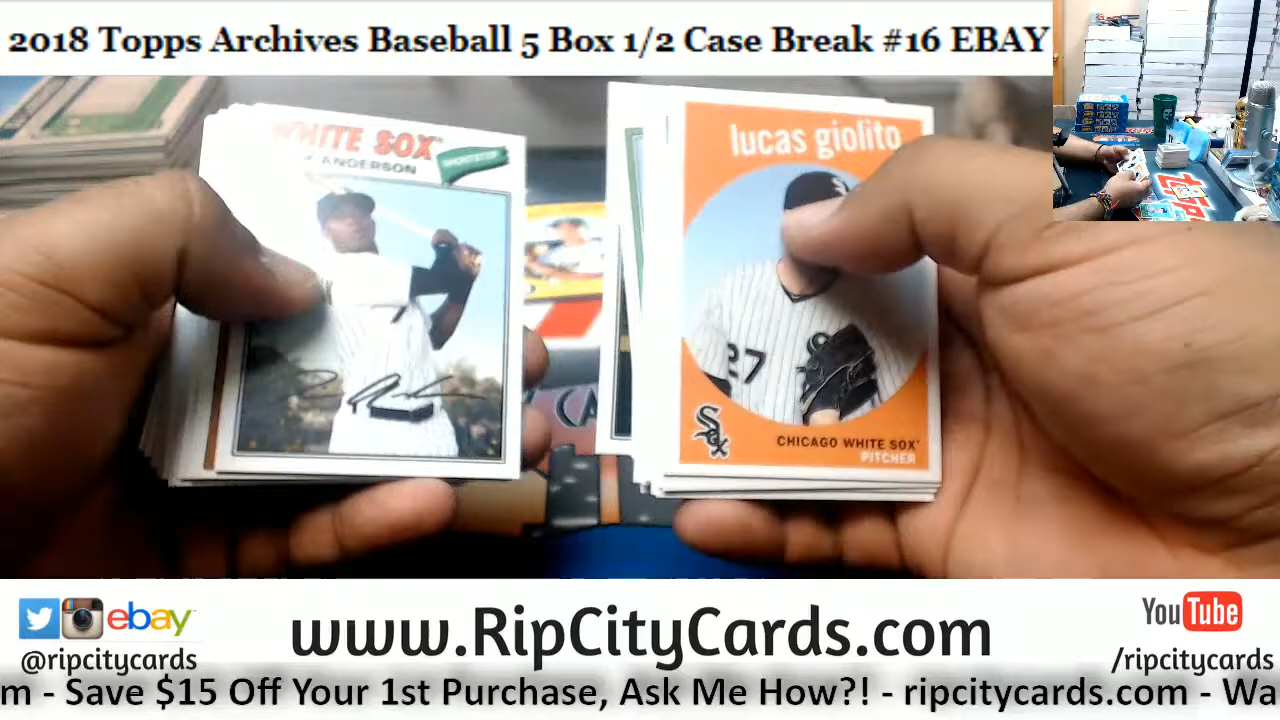 2018 Topps Archives Baseball 5 Box 1/2 Case Break #16 EBAY
WHITE SOX
ANDERSON
SHORTSTOP
lucas giolito
27
Sox
CHICAGO WHITE SOX
PITCHER
ebay
@ripcitycards
www.RipCityCards.com
YouTube
/ripcitycards
m - Save $15 Off Your 1st Purchase, Ask Me How?! - ripcitycards.com - Wa